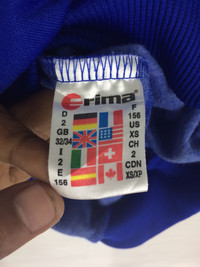 erima®
D
2
GB
32/34
I
2
E
156
F
156
US
XS
CH
2
CDN
XS/XP